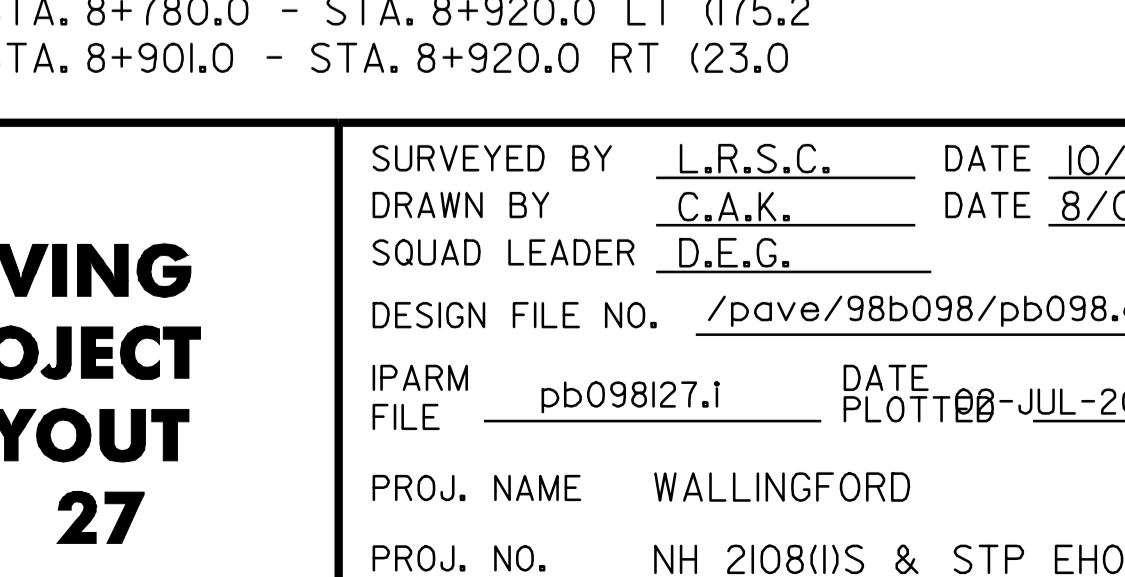 STA. 8+780.0 - STA. 8+920.0 LT (175.2
STA. 8+901.0 - STA. 8+920.0 RT (23.0
VING
OJECT
YOUT
27
SURVEYED BY L.R.S.C. DATE 10/
DRAWN BY C.A.K. DATE 8/
SQUAD LEADER D.E.G.
DESIGN FILE NO. /pave/98b098/pb098.
IPARM FILE pb098127.i DATE PLOTTED 02-JUL-20
PROJ. NAME WALLINGFORD
PROJ. NO. NH 2108(1)S & STP EHO